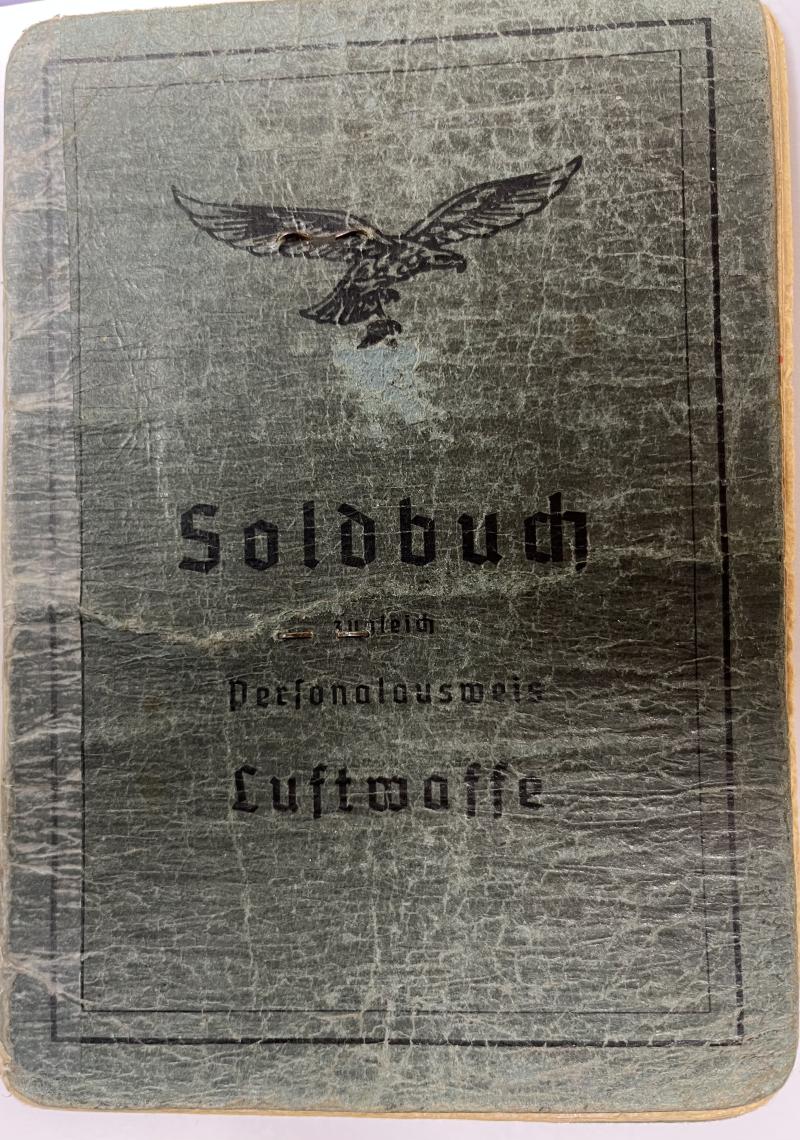 Soldbuch
zugleich
Personalausweis
Luftwaffe